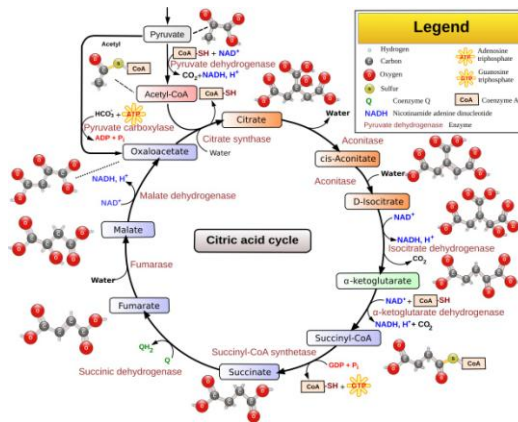 Legend
Hydrogen
Carbon
Oxygen
Sulfur
Q Coenzyme Q
NADH Nicotinamide adenine dinucleotide
Pyruvate dehydrogenase Enzyme
ATP Adenosine
triphosphate
GTP Guanosine
triphosphate
CoA Coenzyme A
Pyruvate
Acetyl
CoA
CoA-SH + NAD⁺
Pyruvate dehydrogenase
CO₂+NADH, H⁺
Acetyl-CoA
CoA-SH
HCO₃⁻ + ATP
Pyruvate carboxylase
ADP + Pᵢ
Oxaloacetate
Citrate
Citrate synthase
Water
Water
Aconitase
cis-Aconitate
Aconitase
Water
D-Isocitrate
NAD⁺
NADH, H⁺
Isocitrate dehydrogenase
CO₂
α-ketoglutarate
NAD⁺ + CoA-SH
α-ketoglutarate dehydrogenase
NADH, H⁺+ CO₂
Succinyl-CoA
CoA
Succinyl-CoA synthetase
GDP + Pᵢ
CoA-SH + GTP
Succinate
Succinic dehydrogenase
Q
QH₂
Fumarate
Fumarase
Water
Malate
Malate dehydrogenase
NAD⁺
NADH, H⁺
Citric acid cycle